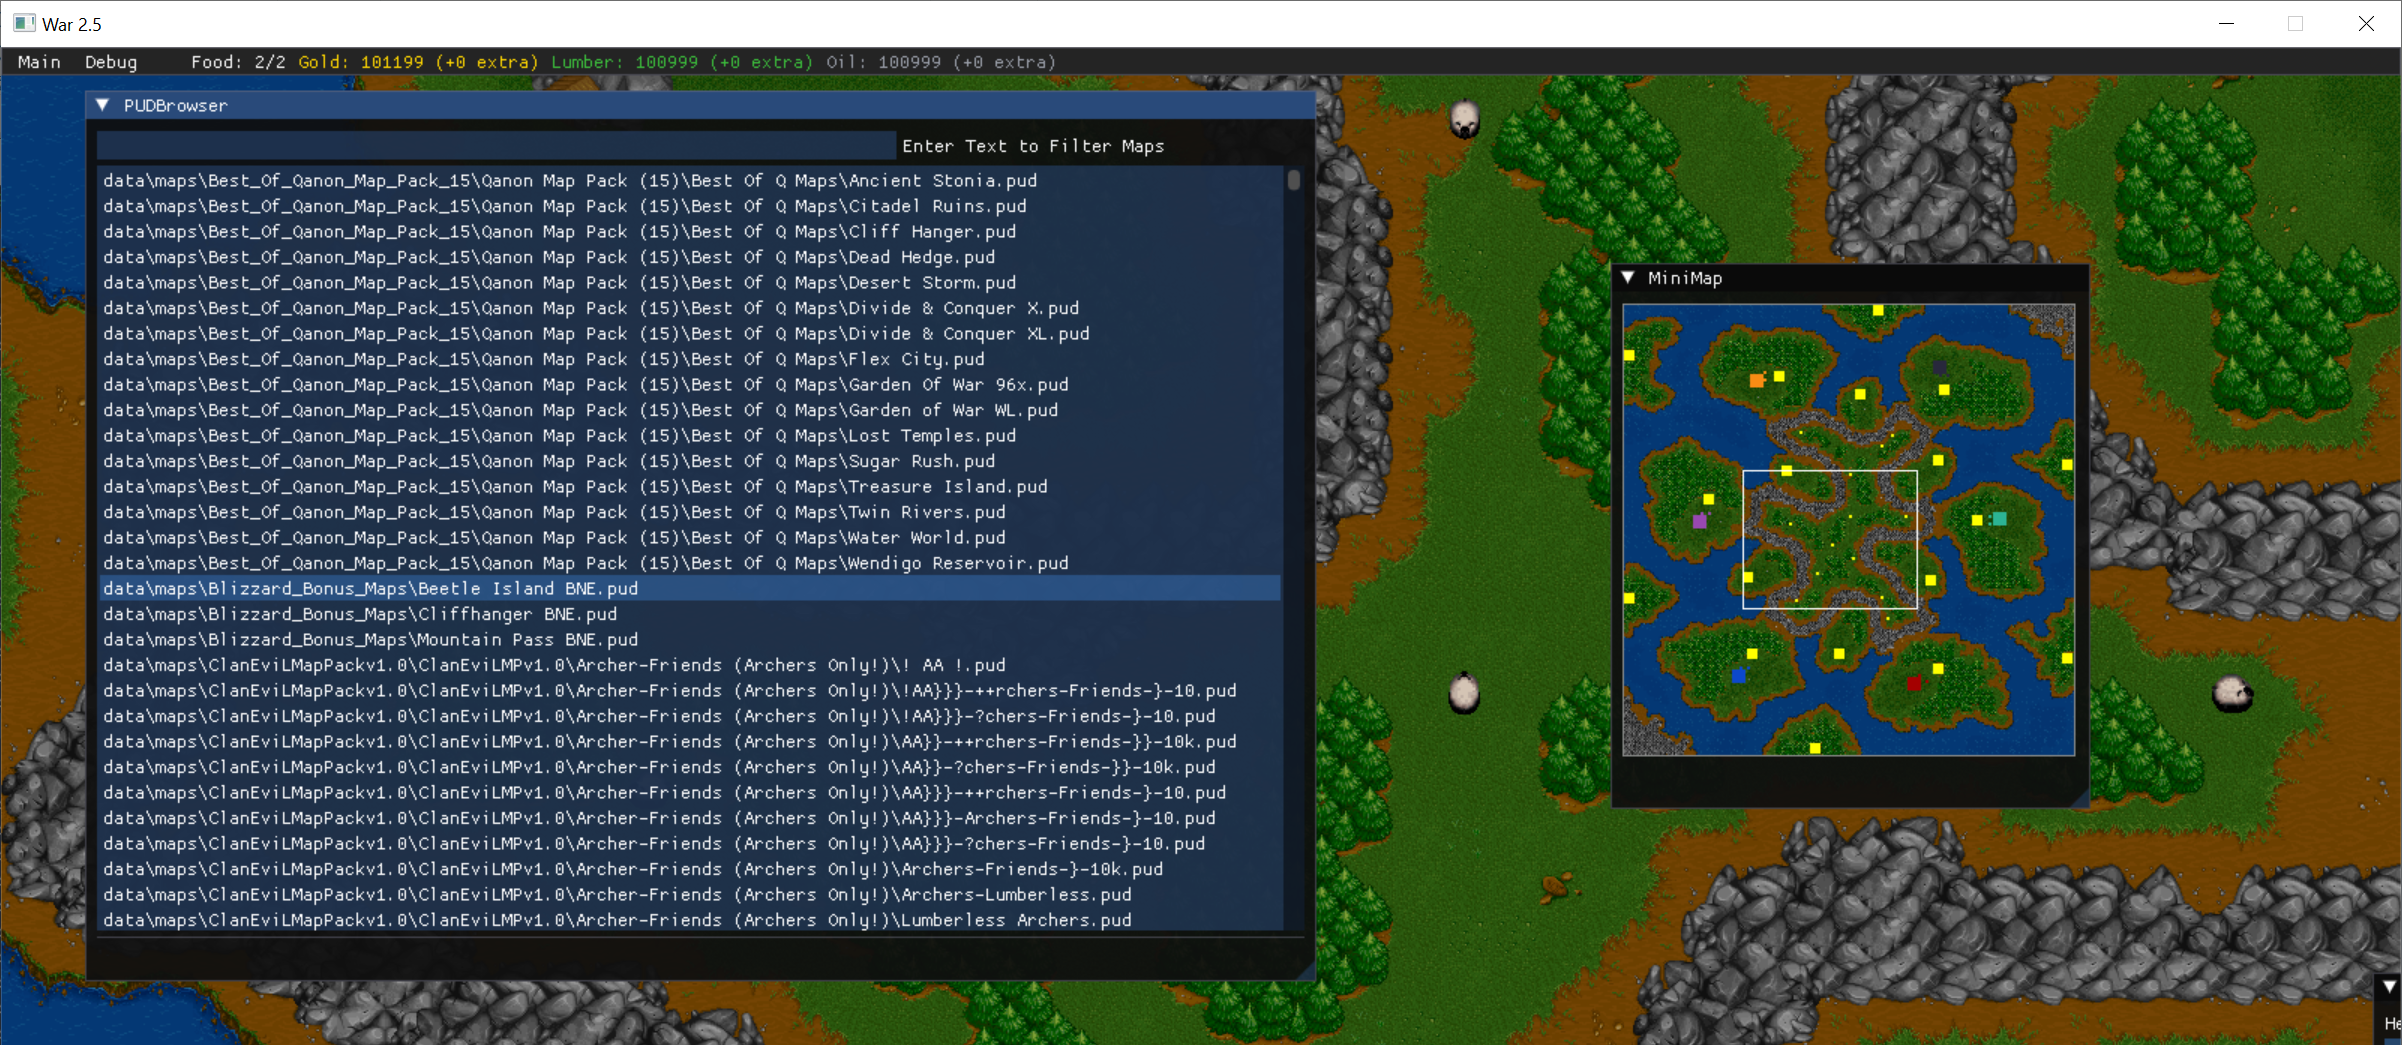 War 2.5
Main Debug Food: 2/2 Gold: 101199 (+0 extra) Lumber: 100999 (+0 extra) Oil: 100999 (+0 extra)
PUDBrowser
Enter Text to Filter Maps
data\maps\Best_Of_Qanon_Map_Pack_15\Qanon Map Pack (15)\Best Of Q Maps\Ancient Stonia.pud
data\maps\Best_Of_Qanon_Map_Pack_15\Qanon Map Pack (15)\Best Of Q Maps\Citadel Ruins.pud
data\maps\Best_Of_Qanon_Map_Pack_15\Qanon Map Pack (15)\Best Of Q Maps\Cliff Hanger.pud
data\maps\Best_Of_Qanon_Map_Pack_15\Qanon Map Pack (15)\Best Of Q Maps\Dead Hedge.pud
data\maps\Best_Of_Qanon_Map_Pack_15\Qanon Map Pack (15)\Best Of Q Maps\Desert Storm.pud
data\maps\Best_Of_Qanon_Map_Pack_15\Qanon Map Pack (15)\Best Of Q Maps\Divide & Conquer X.pud
data\maps\Best_Of_Qanon_Map_Pack_15\Qanon Map Pack (15)\Best Of Q Maps\Divide & Conquer XL.pud
data\maps\Best_Of_Qanon_Map_Pack_15\Qanon Map Pack (15)\Best Of Q Maps\Flex City.pud
data\maps\Best_Of_Qanon_Map_Pack_15\Qanon Map Pack (15)\Best Of Q Maps\Garden Of War 96x.pud
data\maps\Best_Of_Qanon_Map_Pack_15\Qanon Map Pack (15)\Best Of Q Maps\Garden of War WL.pud
data\maps\Best_Of_Qanon_Map_Pack_15\Qanon Map Pack (15)\Best Of Q Maps\Lost Temples.pud
data\maps\Best_Of_Qanon_Map_Pack_15\Qanon Map Pack (15)\Best Of Q Maps\Sugar Rush.pud
data\maps\Best_Of_Qanon_Map_Pack_15\Qanon Map Pack (15)\Best Of Q Maps\Treasure Island.pud
data\maps\Best_Of_Qanon_Map_Pack_15\Qanon Map Pack (15)\Best Of Q Maps\Twin Rivers.pud
data\maps\Best_Of_Qanon_Map_Pack_15\Qanon Map Pack (15)\Best Of Q Maps\Water World.pud
data\maps\Best_Of_Qanon_Map_Pack_15\Qanon Map Pack (15)\Best Of Q Maps\Wendigo Reservoir.pud
data\maps\Blizzard_Bonus_Maps\Beetle Island BNE.pud
data\maps\Blizzard_Bonus_Maps\Cliffhanger BNE.pud
data\maps\Blizzard_Bonus_Maps\Mountain Pass BNE.pud
data\maps\ClanEviLMapPackv1.0\ClanEviLMPv1.0\Archer-Friends (Archers Only!)\! AA !.pud
data\maps\ClanEviLMapPackv1.0\ClanEviLMPv1.0\Archer-Friends (Archers Only!)\!AA}}}-++rchers-Friends-}-10.pud
data\maps\ClanEviLMapPackv1.0\ClanEviLMPv1.0\Archer-Friends (Archers Only!)\!AA}}}-?chers-Friends-}-10.pud
data\maps\ClanEviLMapPackv1.0\ClanEviLMPv1.0\Archer-Friends (Archers Only!)\AA}}-++rchers-Friends-}}-10k.pud
data\maps\ClanEviLMapPackv1.0\ClanEviLMPv1.0\Archer-Friends (Archers Only!)\AA}}-?chers-Friends-}}-10k.pud
data\maps\ClanEviLMapPackv1.0\ClanEviLMPv1.0\Archer-Friends (Archers Only!)\AA}}}-++rchers-Friends-}-10.pud
data\maps\ClanEviLMapPackv1.0\ClanEviLMPv1.0\Archer-Friends (Archers Only!)\AA}}}-Archers-Friends-}-10.pud
data\maps\ClanEviLMapPackv1.0\ClanEviLMPv1.0\Archer-Friends (Archers Only!)\AA}}}-?chers-Friends-}-10.pud
data\maps\ClanEviLMapPackv1.0\ClanEviLMPv1.0\Archer-Friends (Archers Only!)\Archers-Friends-}-10k.pud
data\maps\ClanEviLMapPackv1.0\ClanEviLMPv1.0\Archer-Friends (Archers Only!)\Archers-Lumberless.pud
data\maps\ClanEviLMapPackv1.0\ClanEviLMPv1.0\Archer-Friends (Archers Only!)\Lumberless Archers.pud
MiniMap